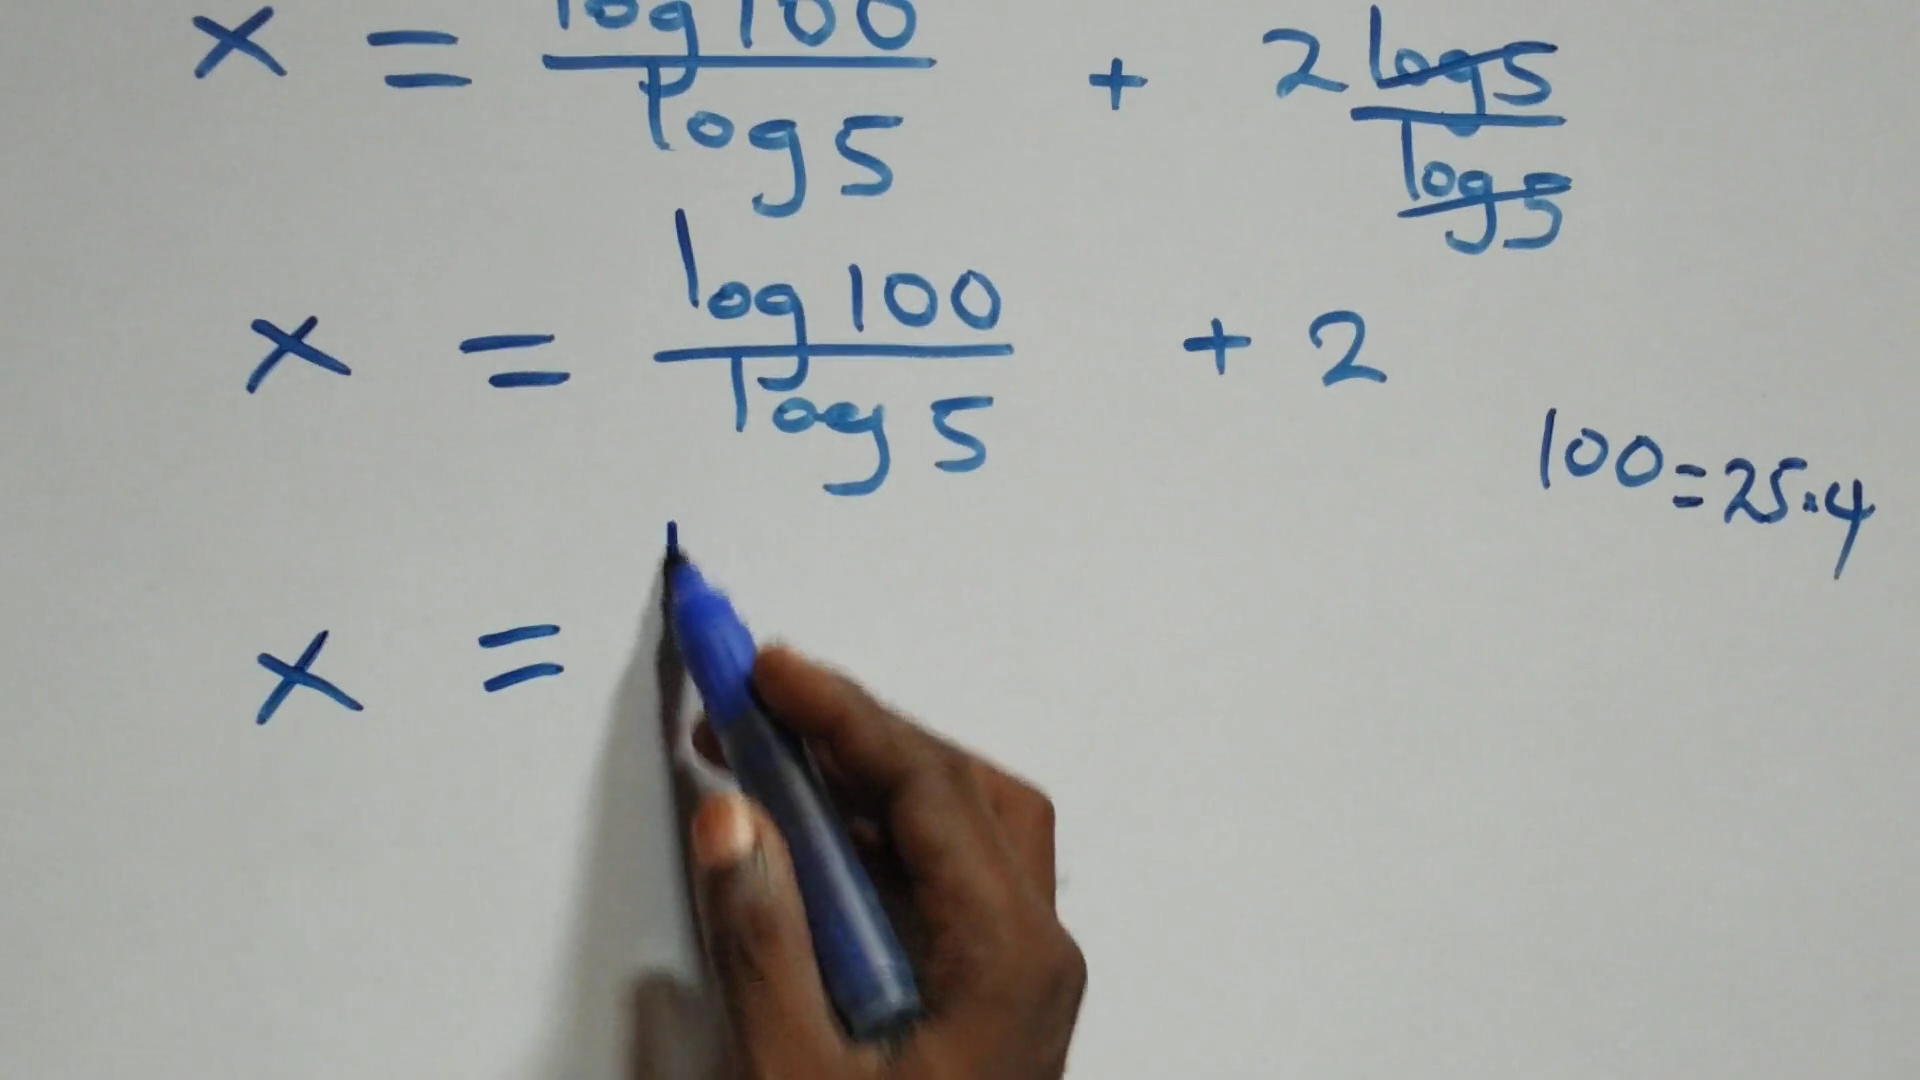 x = log 100 / log 5 + 2 log 5 / log 5
x = log 100 / log 5 + 2
100 = 25·4
x =